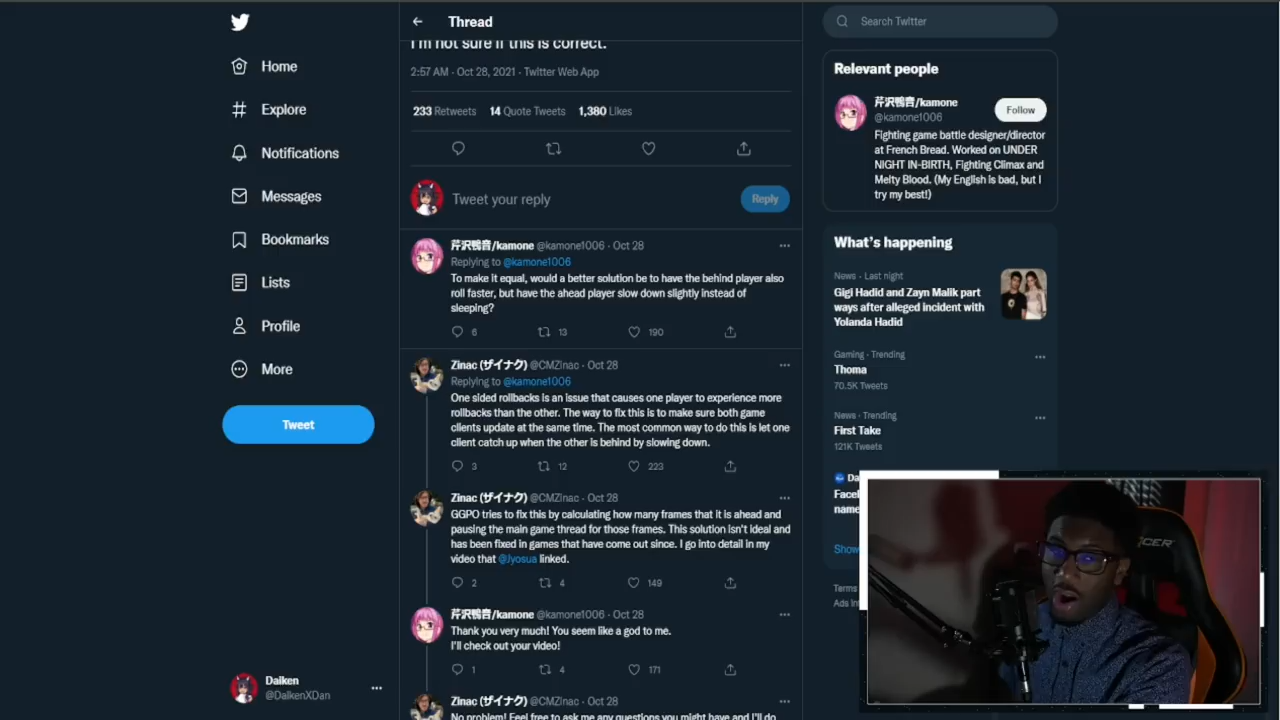 Home
Explore
Notifications
Messages
Bookmarks
Lists
Profile
More
Tweet
Daiken
@DaikenXDan
Thread
I'm not sure if this is correct.
2:57 AM · Oct 28, 2021 · Twitter Web App
233 Retweets 14 Quote Tweets 1,380 Likes
Tweet your reply
Reply
芹沢鴨音/kamone @kamone1006 · Oct 28
Replying to @kamone1006
To make it equal, would a better solution be to have the behind player also
roll faster, but have the ahead player slow down slightly instead of
sleeping?
6 13 190
Zinac (ザイナク) @CMZinac · Oct 28
Replying to @kamone1006
One sided rollbacks is an issue that causes one player to experience more
rollbacks than the other. The way to fix this is to make sure both game
clients update at the same time. The most common way to do this is let one
client catch up when the other is behind by slowing down.
3 12 223
Zinac (ザイナク) @CMZinac · Oct 28
GGPO tries to fix this by calculating how many frames that it is ahead and
pausing the main game thread for those frames. This solution isn't ideal and
has been fixed in games that have come out since. I go into detail in my
video that @Jyosua linked.
2 4 149
芹沢鴨音/kamone @kamone1006 · Oct 28
Thank you very much! You seem like a god to me.
I'll check out your video!
1 4 171
Zinac (ザイナク) @CMZinac · Oct 28
No problem! Feel free to ask me any questions you might have and I'll do
Search Twitter
Relevant people
芹沢鴨音/kamone
@kamone1006
Follow
Fighting game battle designer/director
at French Bread. Worked on UNDER
NIGHT IN-BIRTH, Fighting Climax and
Melty Blood. (My English is bad, but I
try my best!)
What's happening
News · Last night
Gigi Hadid and Zayn Malik part
ways after alleged incident with
Yolanda Hadid
Gaming · Trending
Thoma
70.5K Tweets
News · Trending
First Take
121K Tweets
Da
Face
name
Show
Terms
Ads in